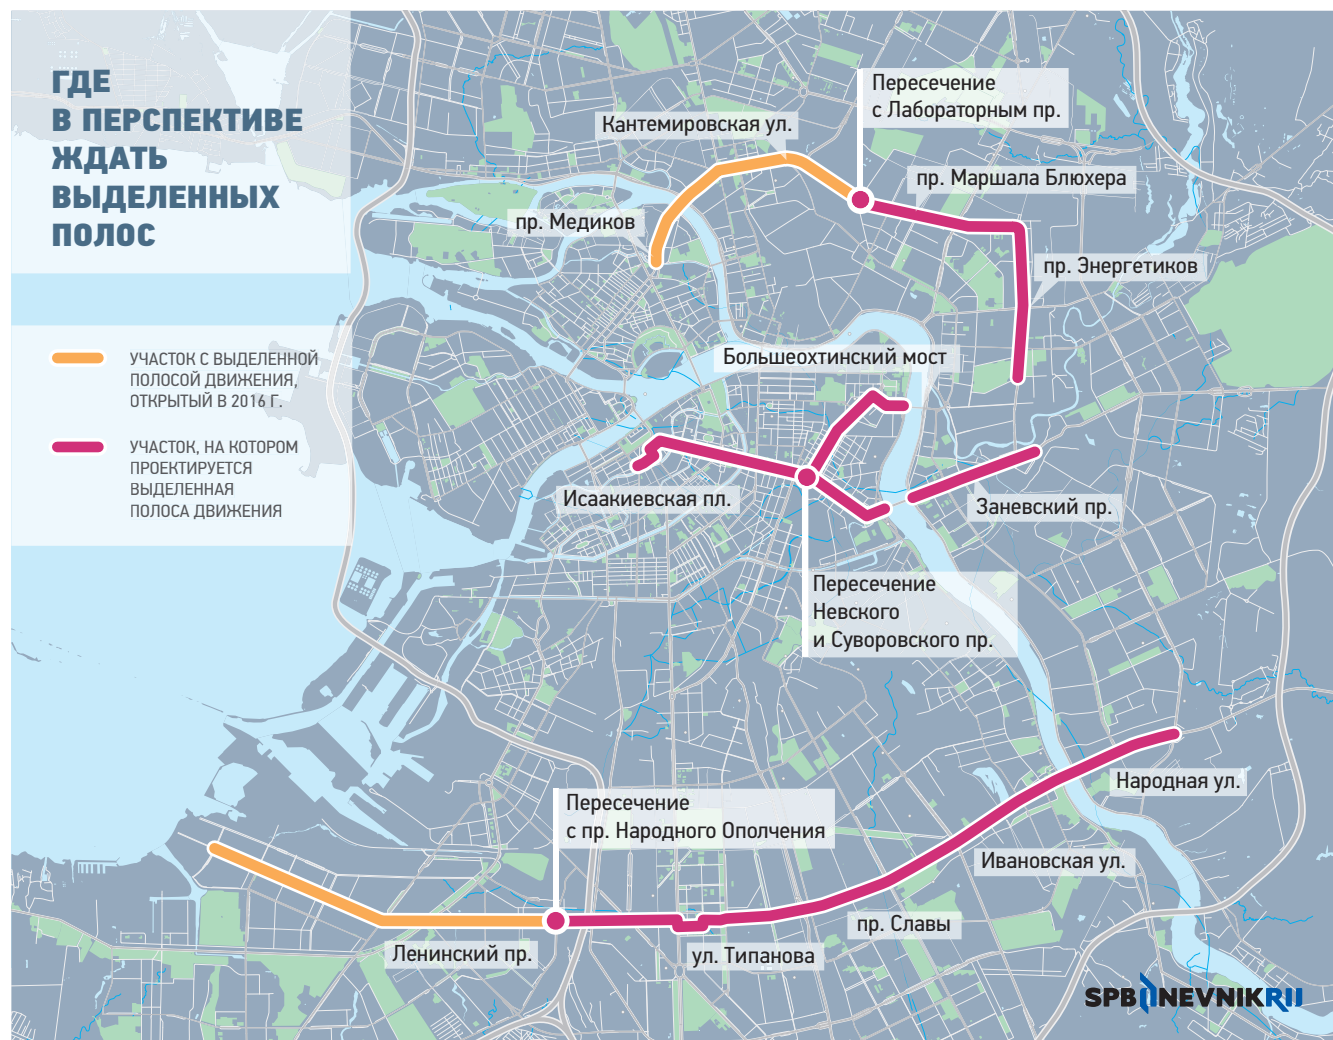 ГДЕ
В ПЕРСПЕКТИВЕ
ЖДАТЬ
ВЫДЕЛЕННЫХ
ПОЛОС
УЧАСТОК С ВЫДЕЛЕННОЙ
ПОЛОСОЙ ДВИЖЕНИЯ,
ОТКРЫТЫЙ В 2016 Г.
УЧАСТОК, НА КОТОРОМ
ПРОЕКТИРУЕТСЯ
ВЫДЕЛЕННАЯ
ПОЛОСА ДВИЖЕНИЯ
Пересечение
с Лабораторным пр.
Кантемировская ул.
пр. Маршала Блюхера
пр. Медиков
пр. Энергетиков
Большеохтинский мост
Исаакиевская пл.
Заневский пр.
Пересечение
Невского
и Суворовского пр.
Народная ул.
Пересечение
с пр. Народного Ополчения
Ивановская ул.
пр. Славы
Ленинский пр.
ул. Типанова
SPBDNEVNIKRU